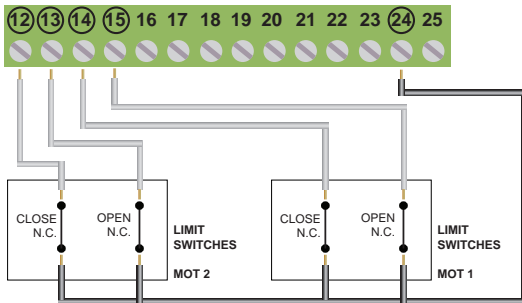 12 13 14 15 16 17 18 19 20 21 22 23 24 25
CLOSE
N.C.
OPEN
N.C.
LIMIT
SWITCHES
MOT 2
CLOSE
N.C.
OPEN
N.C.
LIMIT
SWITCHES
MOT 1